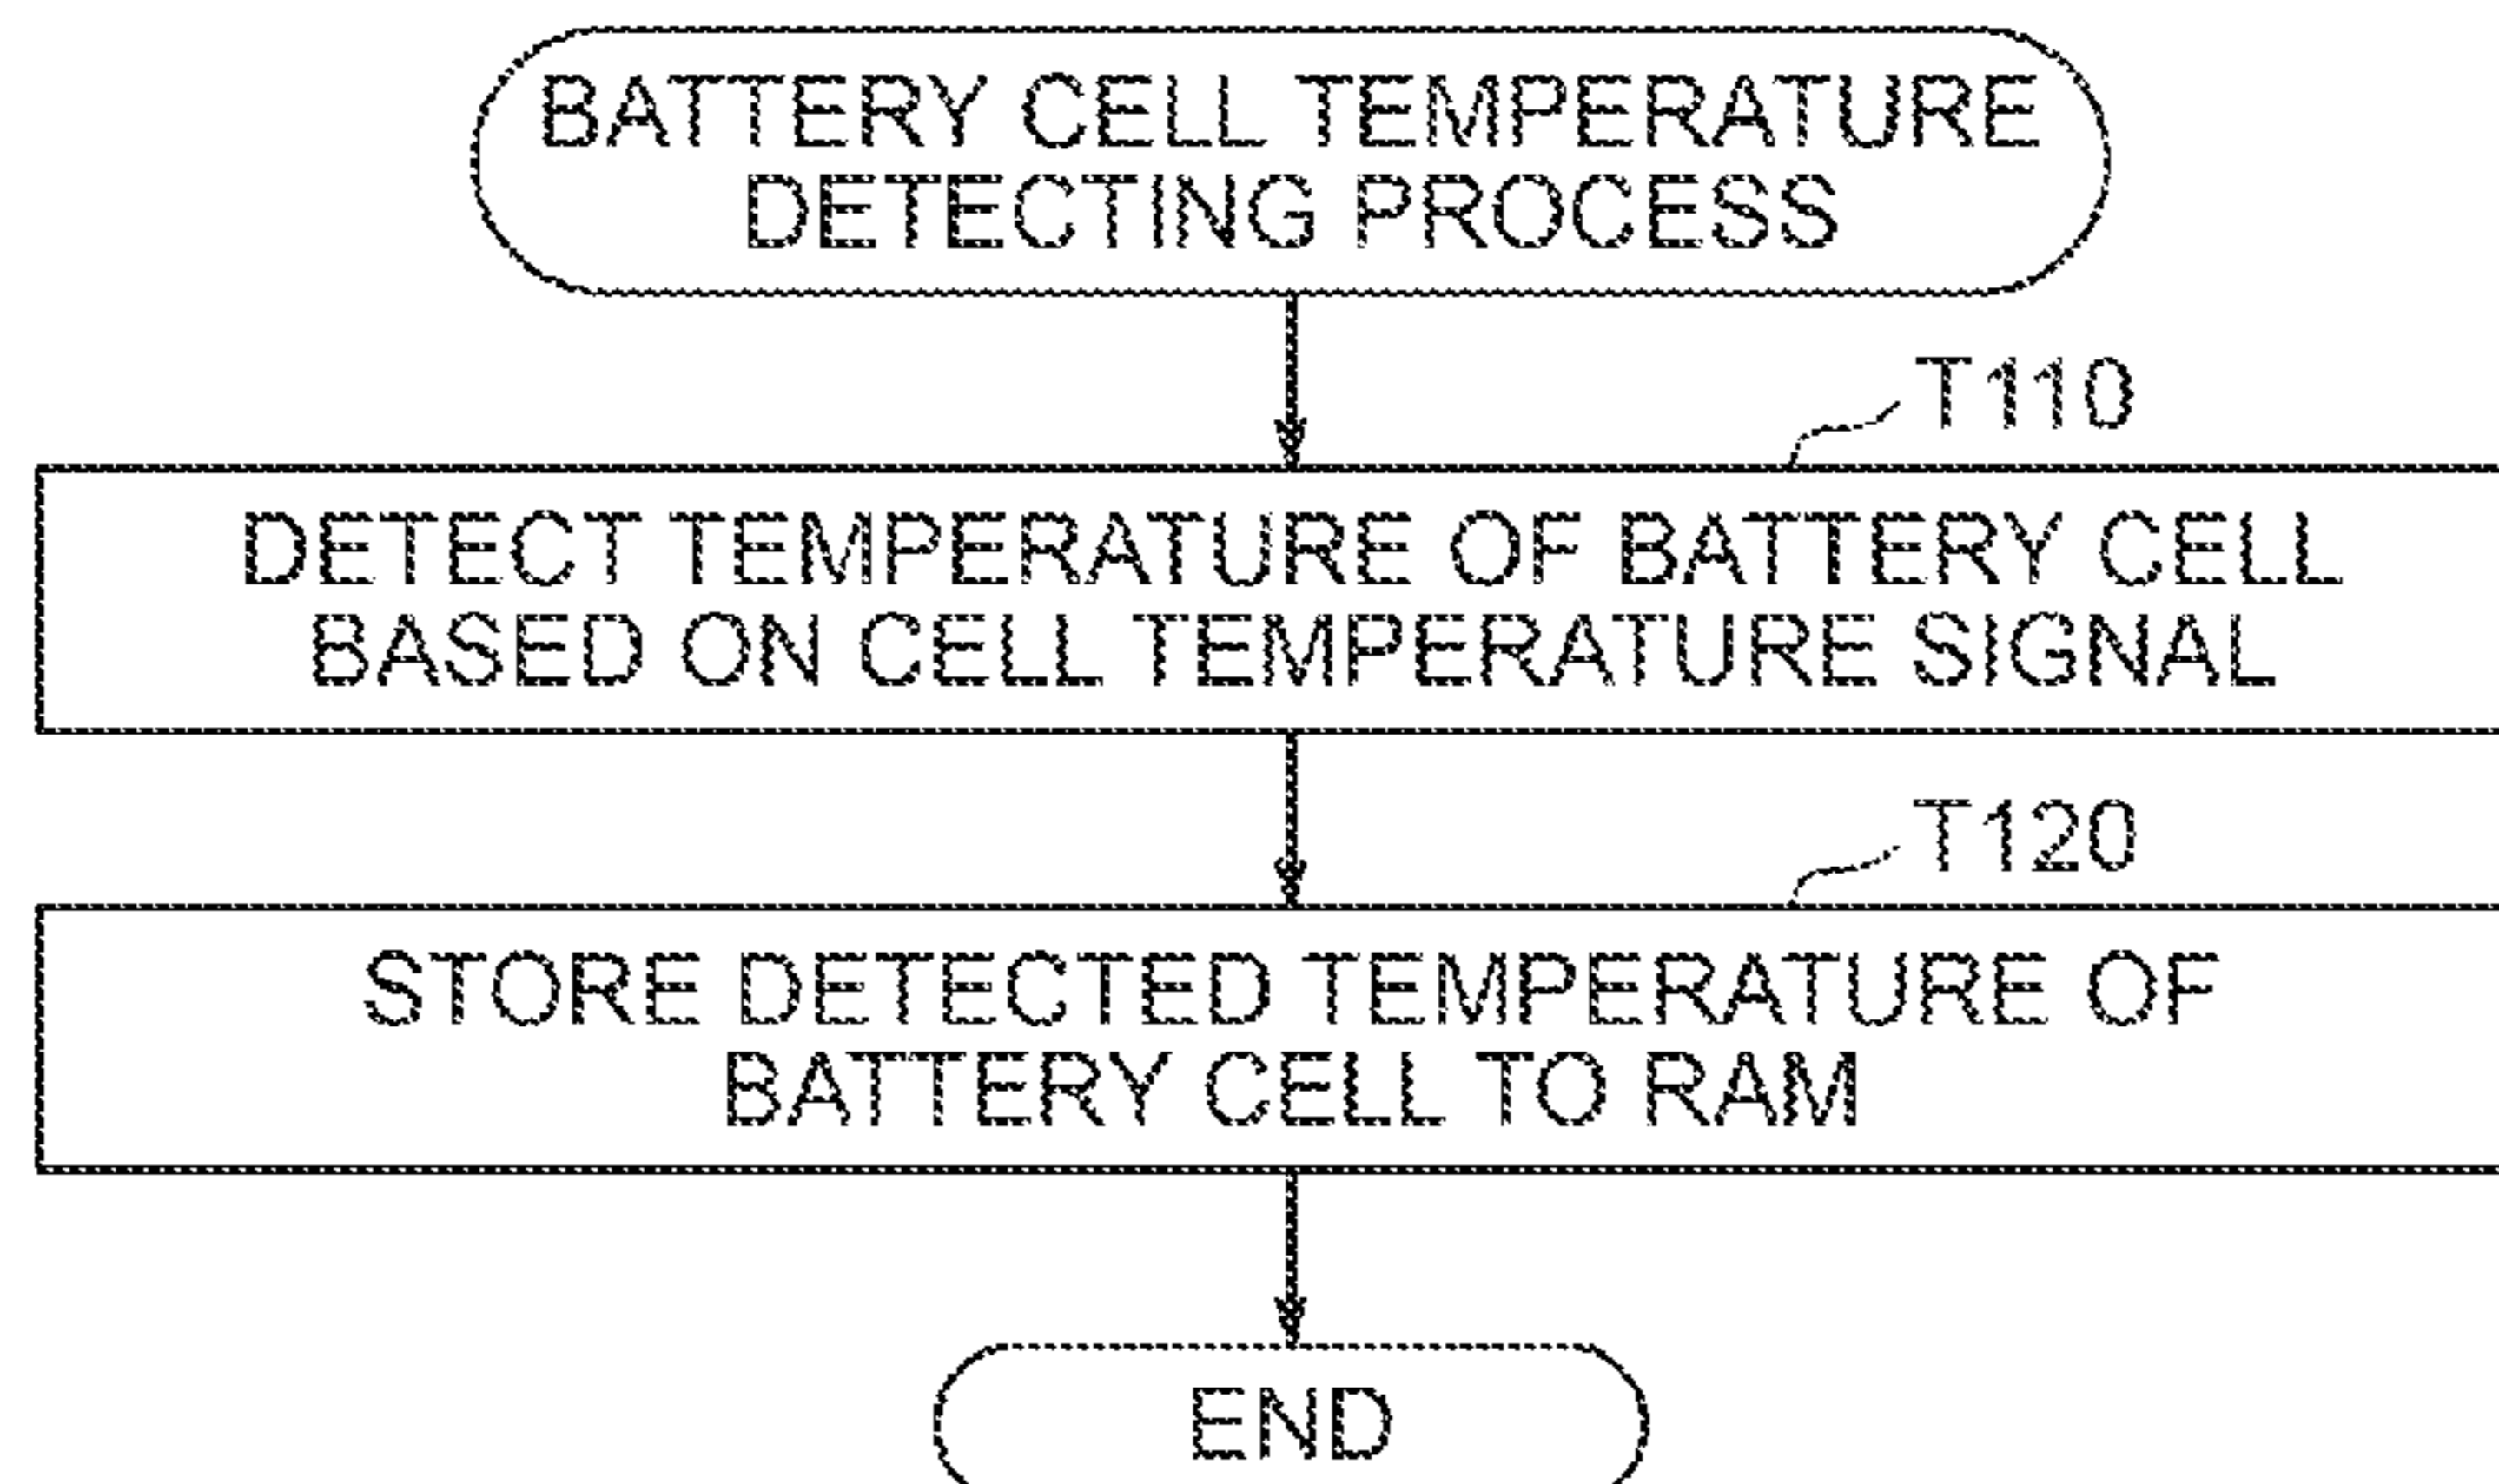 BATTERY CELL TEMPERATURE
DETECTING PROCESS
T110
DETECT TEMPERATURE OF BATTERY CELL
BASED ON CELL TEMPERATURE SIGNAL
T120
STORE DETECTED TEMPERATURE OF
BATTERY CELL TO RAM
END